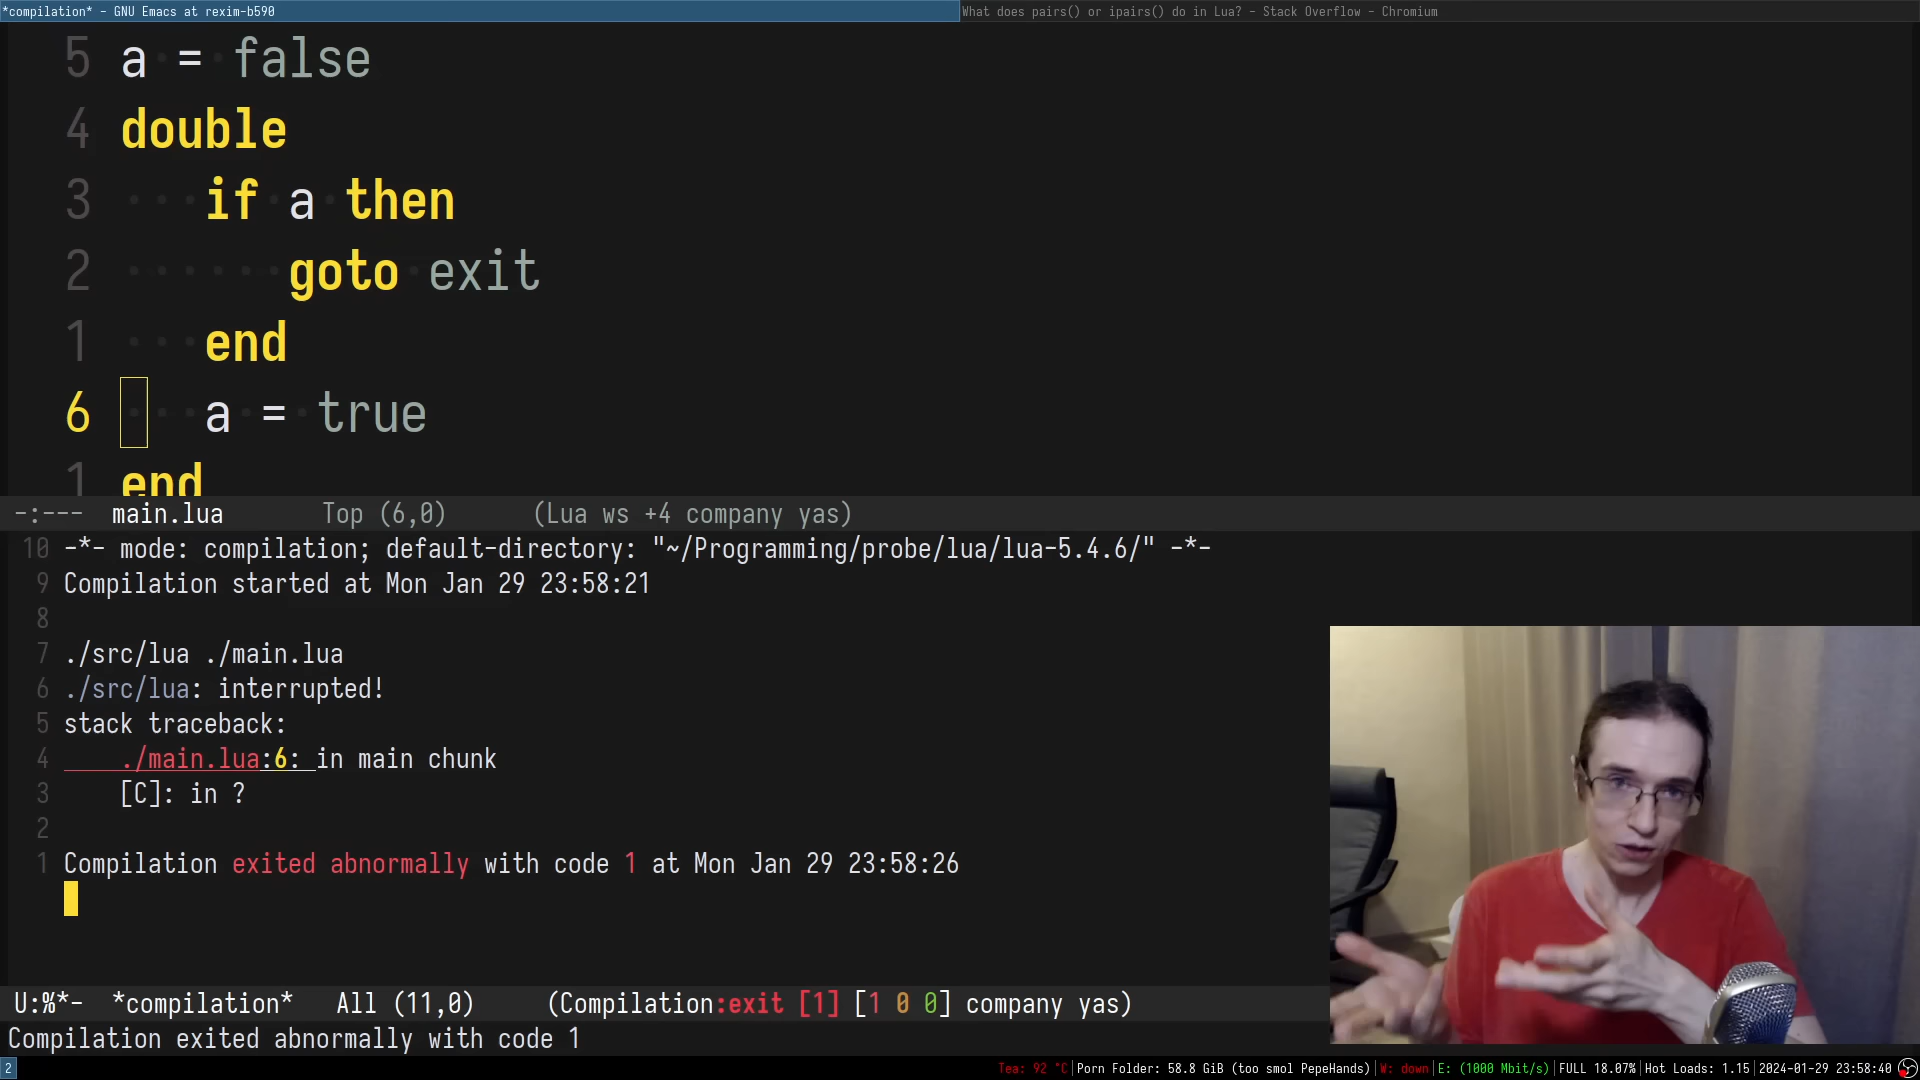 *compilation* - GNU Emacs at rexim-b590
What does pairs() or ipairs() do in Lua? - Stack Overflow - Chromium
5 a = false
4 double
3 if a then
2 goto exit
1 end
6 a = true
1 end
-:--- main.lua Top (6,0) (Lua ws +4 company yas)
10 -*- mode: compilation; default-directory: "~/Programming/probe/lua/lua-5.4.6/" -*-
9 Compilation started at Mon Jan 29 23:58:21
8
7 ./src/lua ./main.lua
6 ./src/lua: interrupted!
5 stack traceback:
4 ./main.lua:6: in main chunk
3 [C]: in ?
2
1 Compilation exited abnormally with code 1 at Mon Jan 29 23:58:26
U:%*- *compilation* All (11,0) (Compilation:exit [1] [1 0 0] company yas)
Compilation exited abnormally with code 1
2 Tea: 92 °C|Porn Folder: 58.8 GiB (too smol PepeHands)|W: down|E: (1000 Mbit/s)|FULL 18.07%|Hot Loads: 1.15|2024-01-29 23:58:40